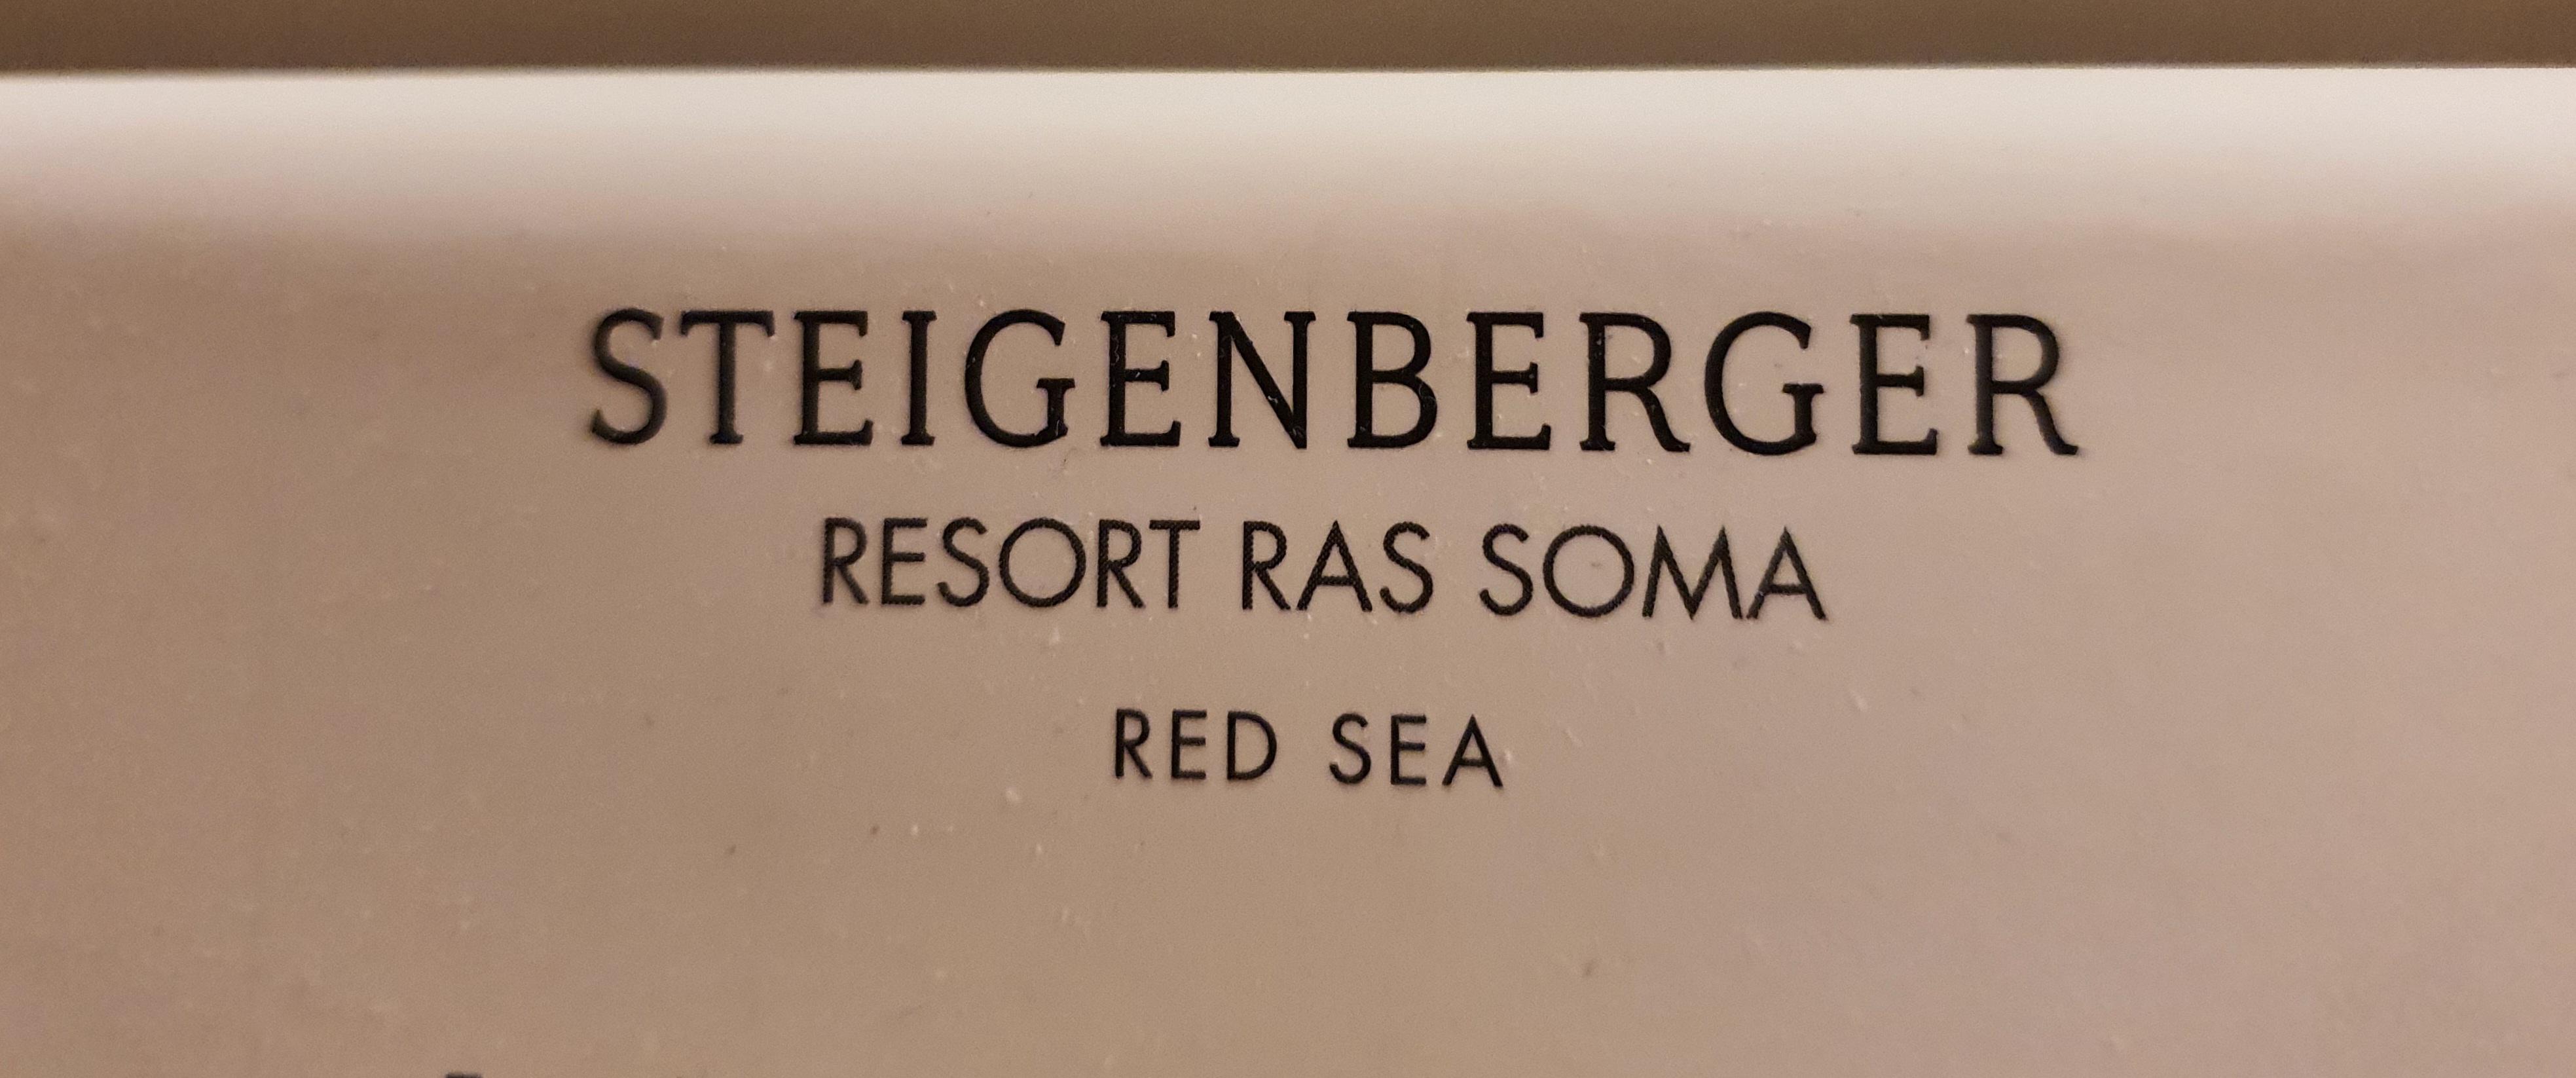 STEIGENBERGER
RESORT RAS SOMA
RED SEA